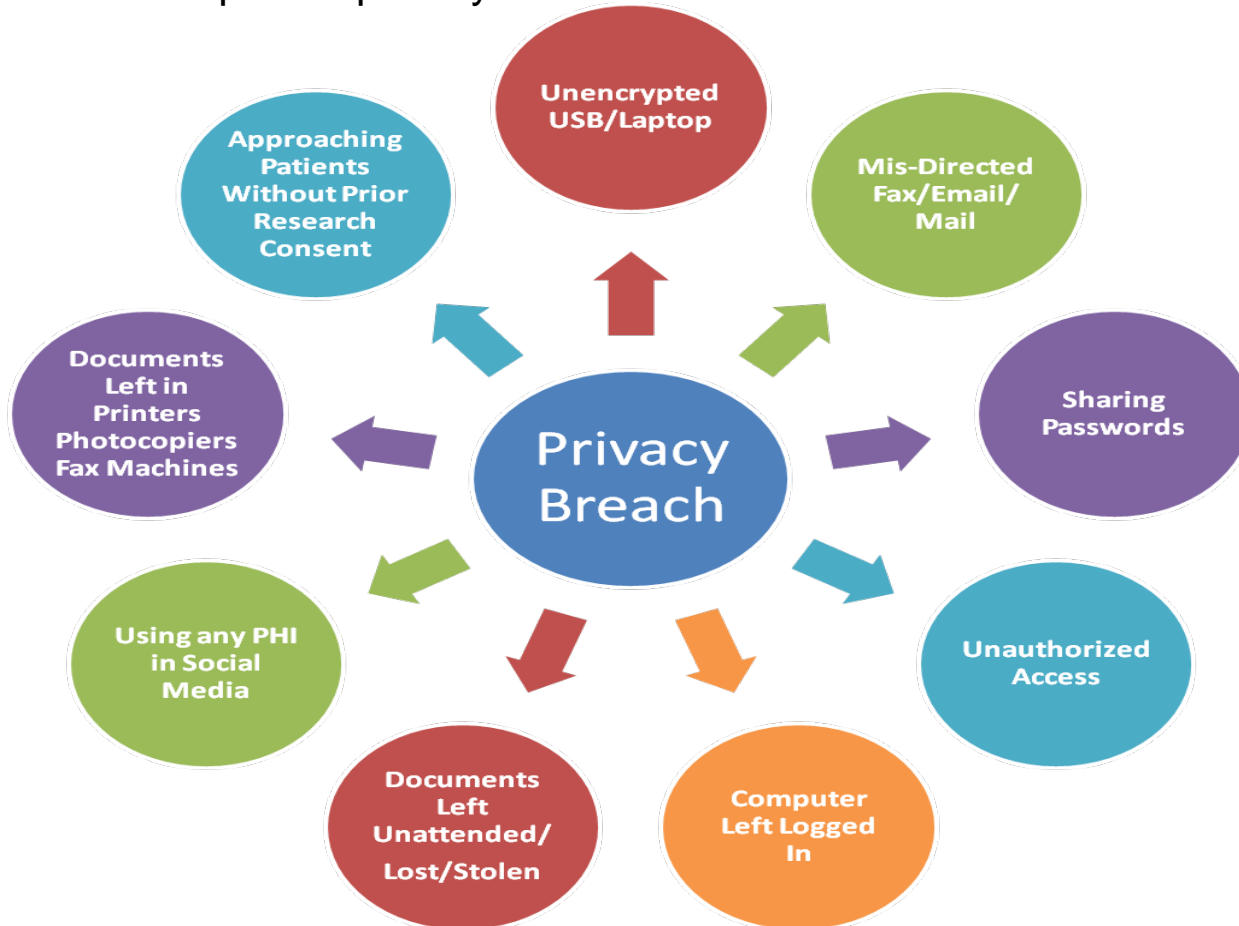 Privacy
Breach
Unencrypted
USB/Laptop
Mis-Directed
Fax/Email/
Mail
Sharing
Passwords
Unauthorized
Access
Computer
Left Logged
In
Documents
Left
Unattended/
Lost/Stolen
Using any PHI
in Social
Media
Documents
Left in
Printers
Photocopiers
Fax Machines
Approaching
Patients
Without Prior
Research
Consent